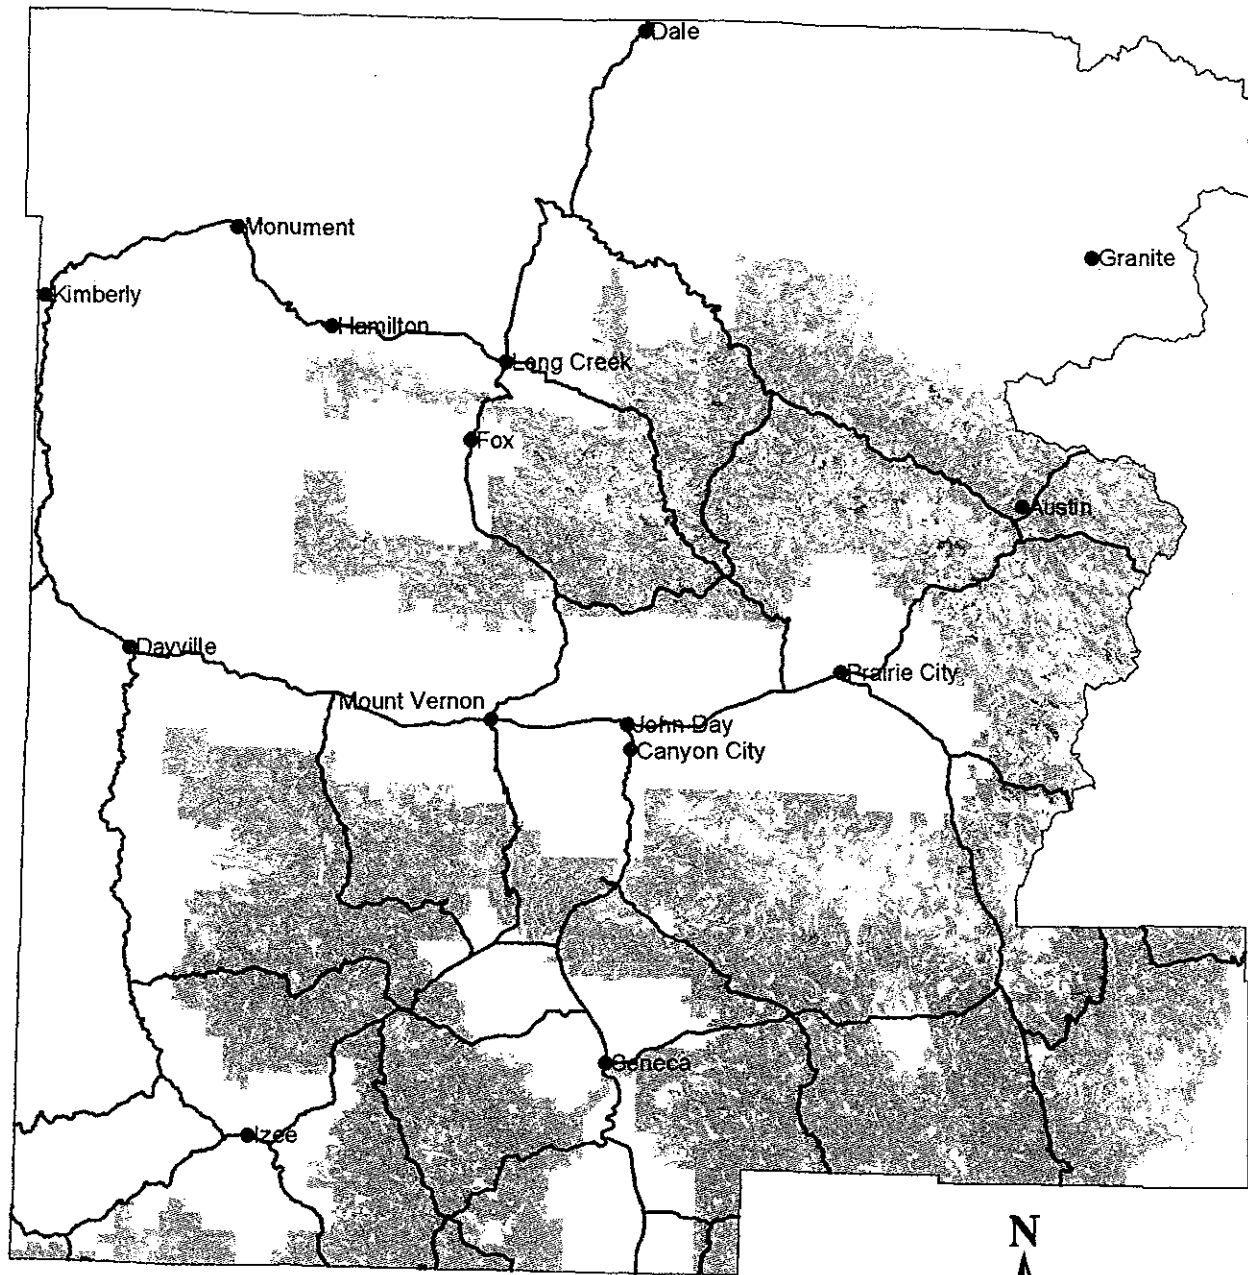 Dale
Monument
Granite
Kimberly
Hamilton
Long Creek
Fox
Austin
Dayville
Prairie City
Mount Vernon
John Day
Canyon City
Seneca
Izee
N